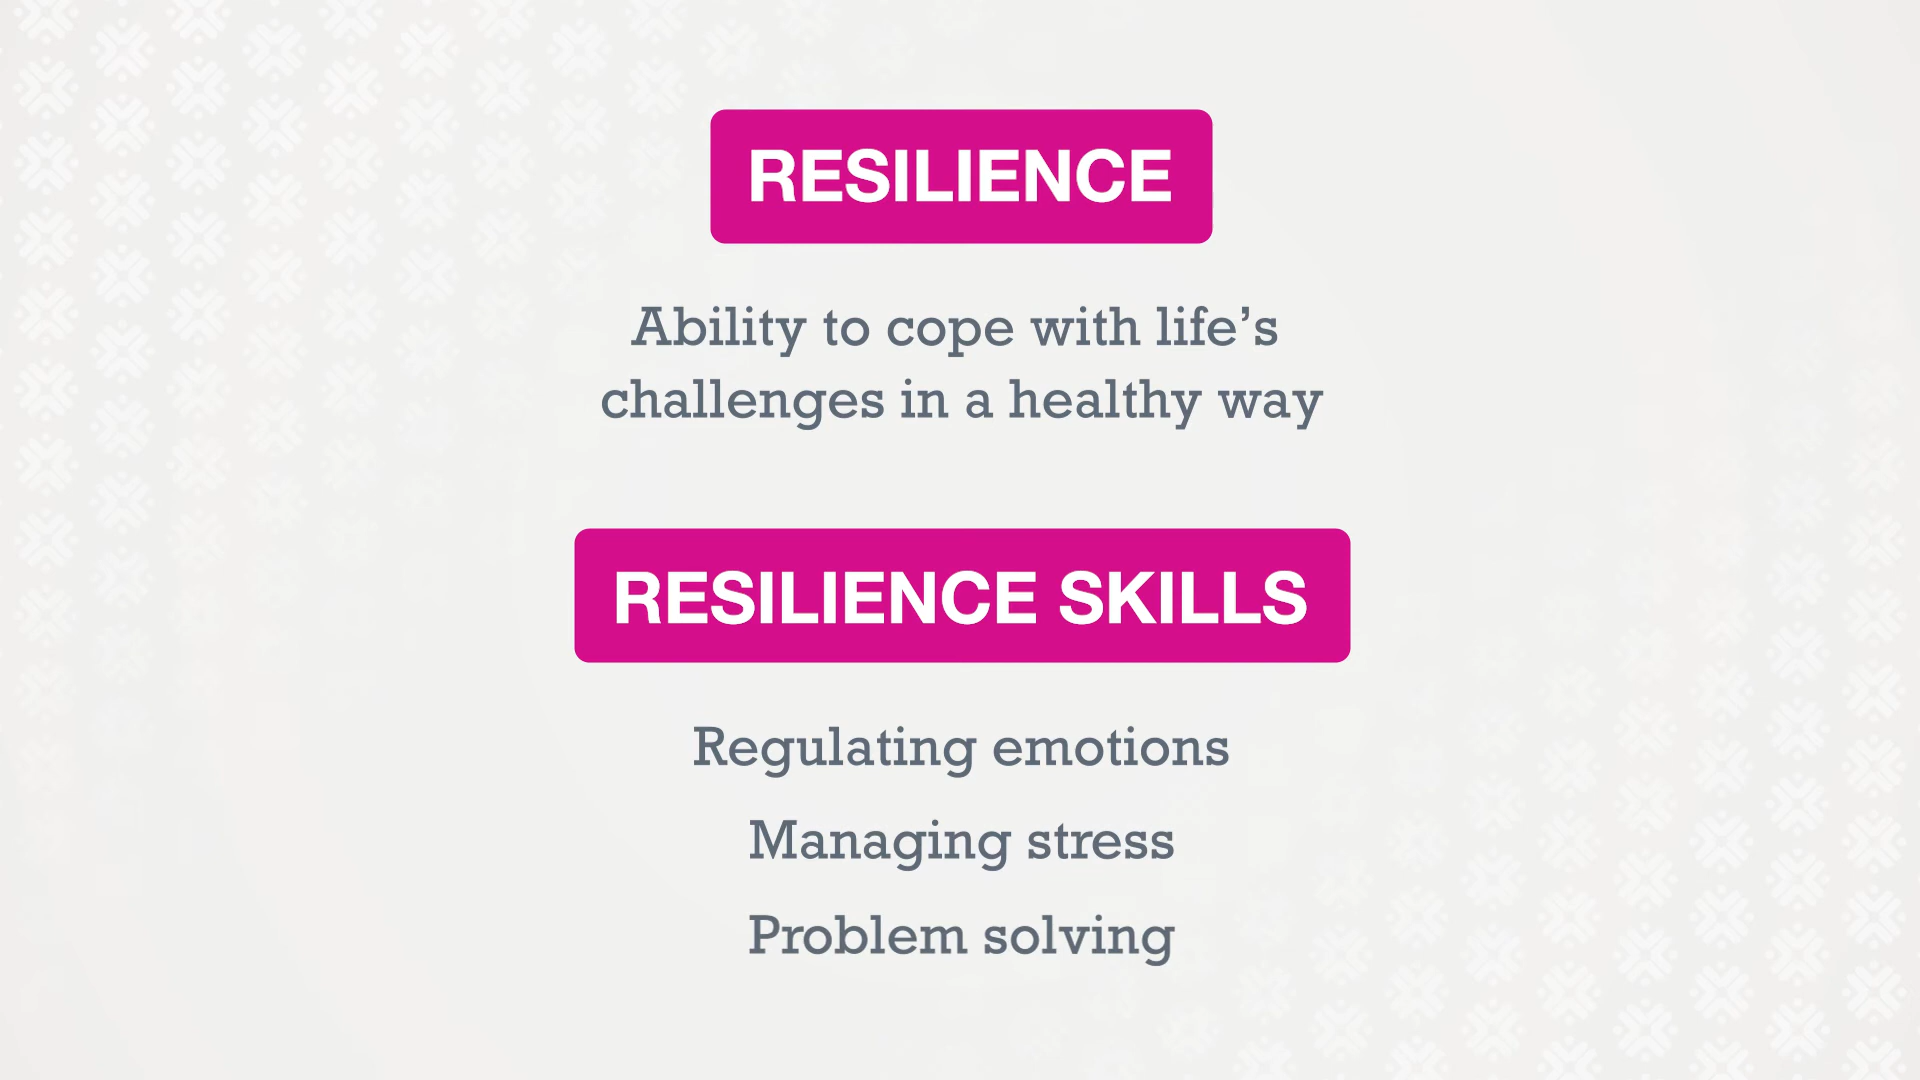 RESILIENCE
Ability to cope with life’s
challenges in a healthy way
RESILIENCE SKILLS
Regulating emotions
Managing stress
Problem solving